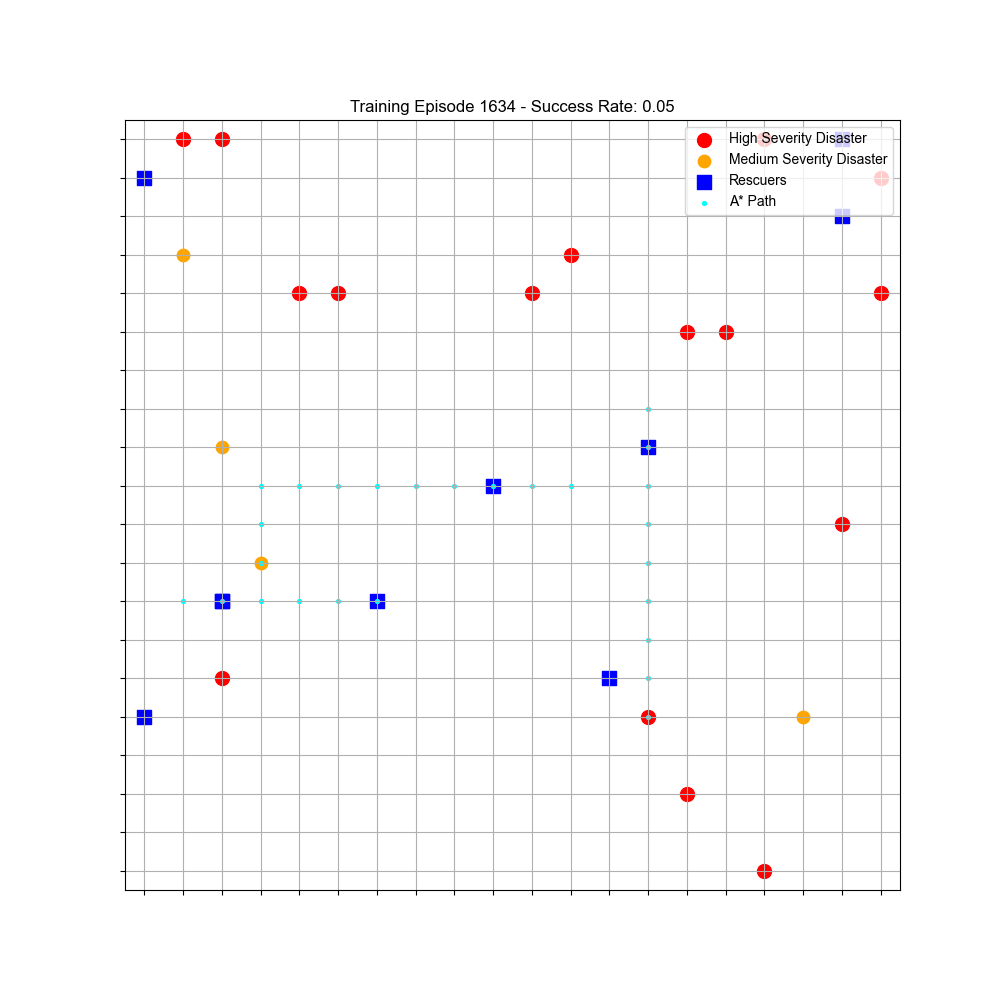 Training Episode 1634 - Success Rate: 0.05
High Severity Disaster
Medium Severity Disaster
Rescuers
A* Path